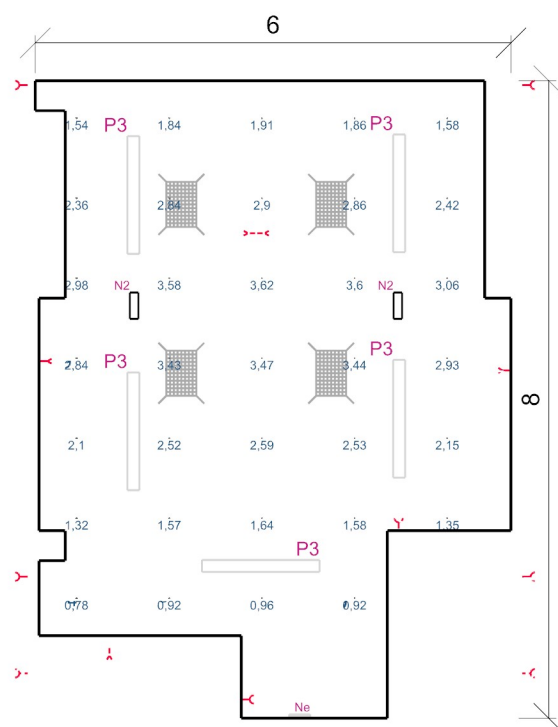 6
P3 P3
1,54 1,84 1,91 1,86 1,58
2,36 2,84 2,9 2,86 2,42
N2 N2
2,98 3,58 3,62 3,6 3,06
P3 P3
2,84 3,43 3,47 3,44 2,93
8
2,1 2,52 2,59 2,53 2,15
1,32 1,57 1,64 1,58 1,35
P3
0,78 0,92 0,96 0,92
Ne